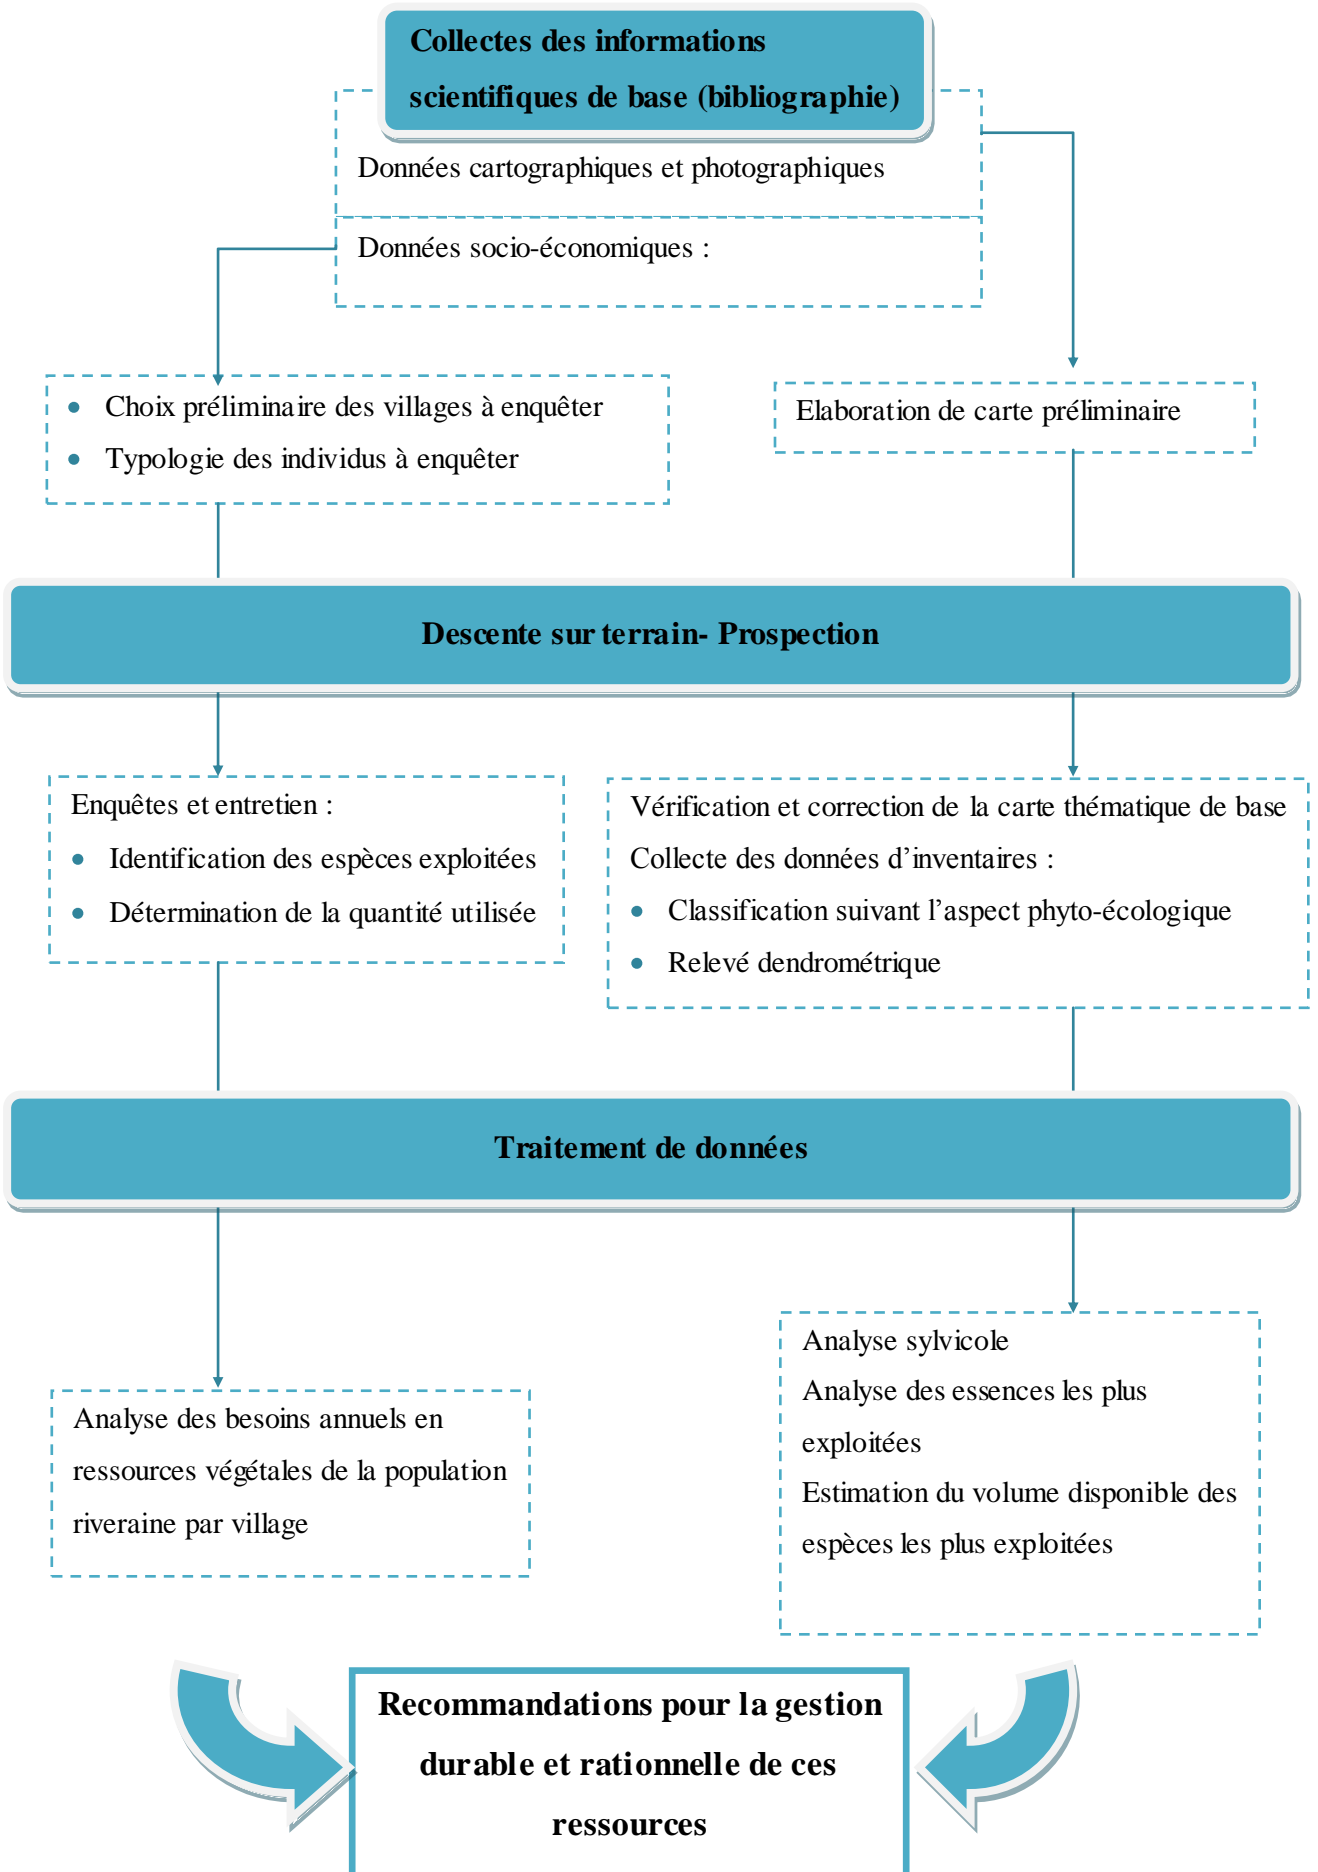 Collectes des informations
scientifiques de base (bibliographie)
Données cartographiques et photographiques
Données socio-économiques :
• Choix préliminaire des villages à enquêter
• Typologie des individus à enquêter
Elaboration de carte préliminaire
Descente sur terrain- Prospection
Enquêtes et entretien :
• Identification des espèces exploitées
• Détermination de la quantité utilisée
Vérification et correction de la carte thématique de base
Collecte des données d’inventaires :
• Classification suivant l’aspect phyto-écologique
• Relevé dendrométrique
Traitement de données
Analyse des besoins annuels en
ressources végétales de la population
riveraine par village
Analyse sylvicole
Analyse des essences les plus
exploitées
Estimation du volume disponible des
espèces les plus exploitées
Recommandations pour la gestion
durable et rationnelle de ces
ressources